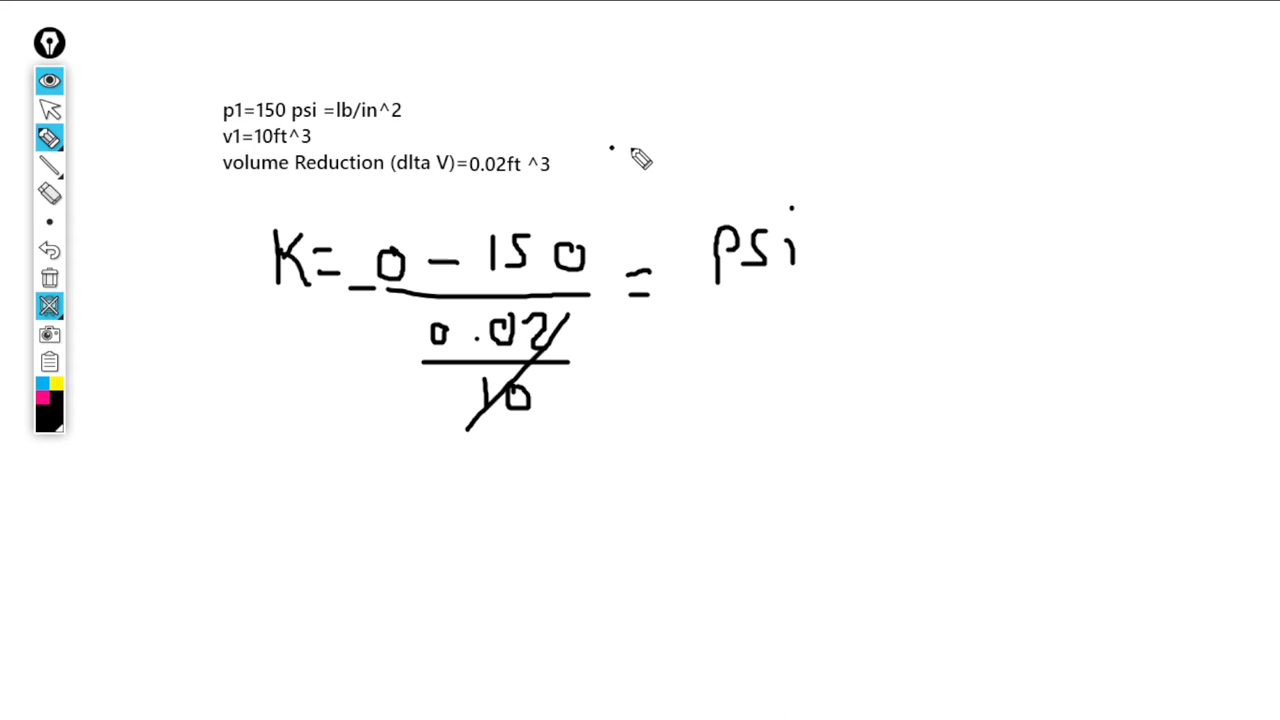 p1=150 psi =lb/in^2
v1=10ft^3
volume Reduction (dlta V)=0.02ft ^3
K= _ 0 - 150 = psi
0.02
10